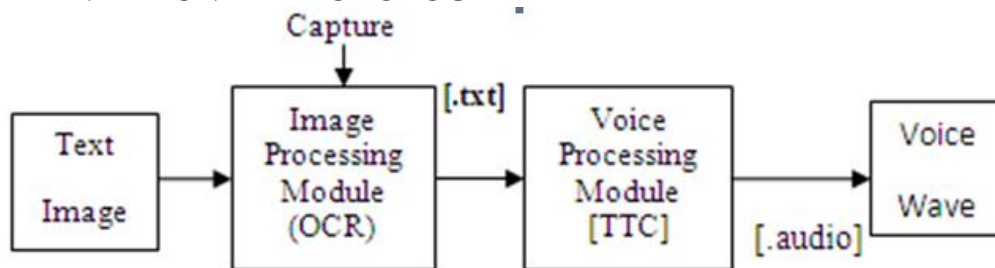 Capture
Text
Image
Image
Processing
Module
(OCR)
[.txt]
Voice
Processing
Module
[TTC]
[.audio]
Voice
Wave